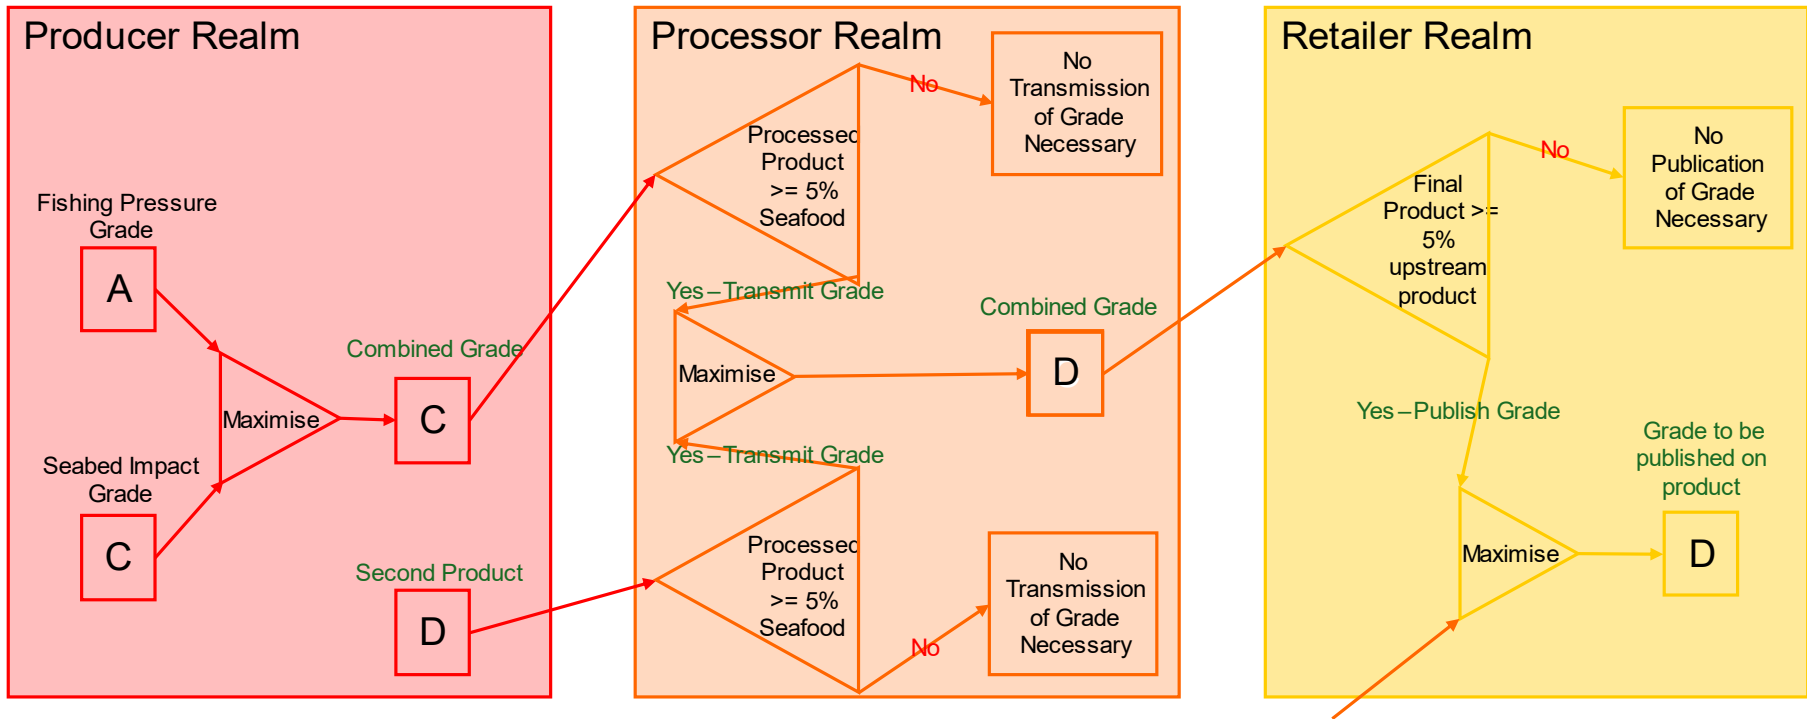 Producer Realm
Fishing Pressure
Grade
A
Combined Grade
C
Maximise
Seabed Impact
Grade
C
Second Product
D
Processor Realm
No
Transmission
of Grade
Necessary
No
Processed
Product
>= 5%
Seafood
Yes–Transmit Grade
Combined Grade
Maximise
D
Yes–Transmit Grade
Processed
Product
>= 5%
Seafood
No
Transmission
of Grade
Necessary
No
Retailer Realm
No
Publication
of Grade
Necessary
No
Final
Product >=
5%
upstream
product
Yes–Publish Grade
Grade to be
published on
product
Maximise
D